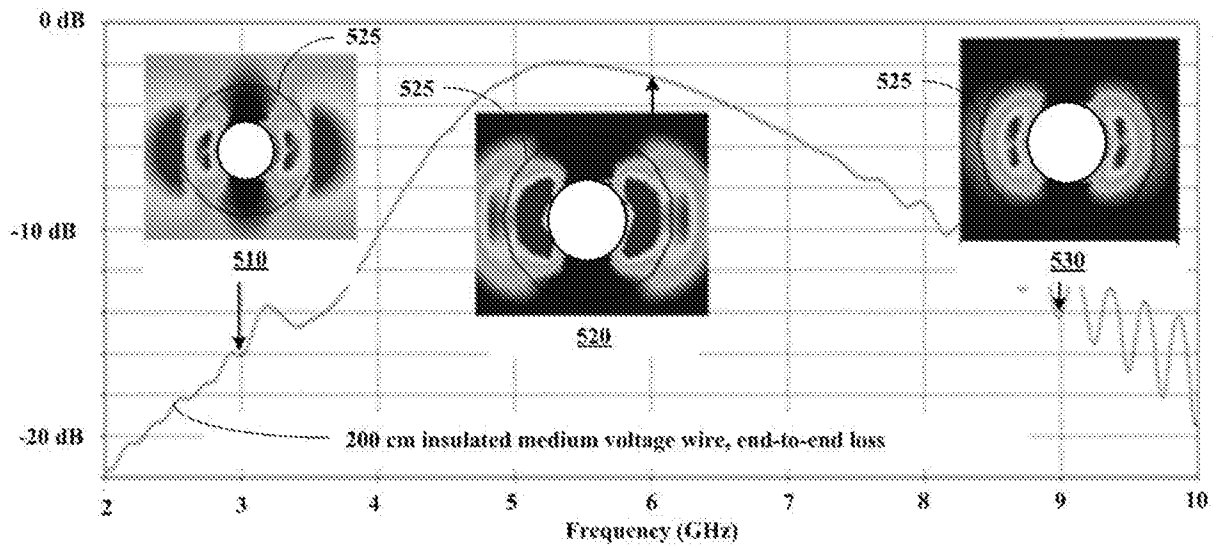 0 dB
525
525
525
-10 dB
510
520
530
-20 dB
200 cm insulated medium voltage wire, end-to-end loss
2 3 4 5 6 7 8 9 10
Frequency (GHz)